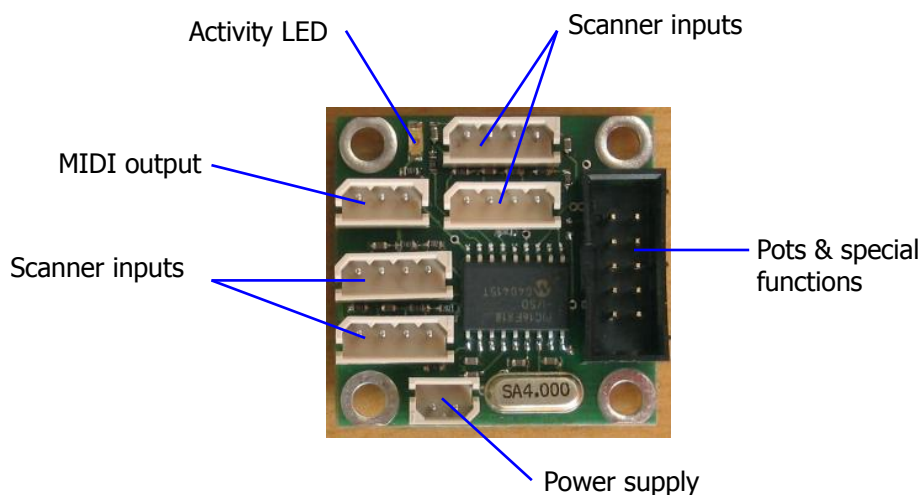 Activity LED
Scanner inputs
MIDI output
Scanner inputs
Pots & special
functions
SA4.000
Power supply